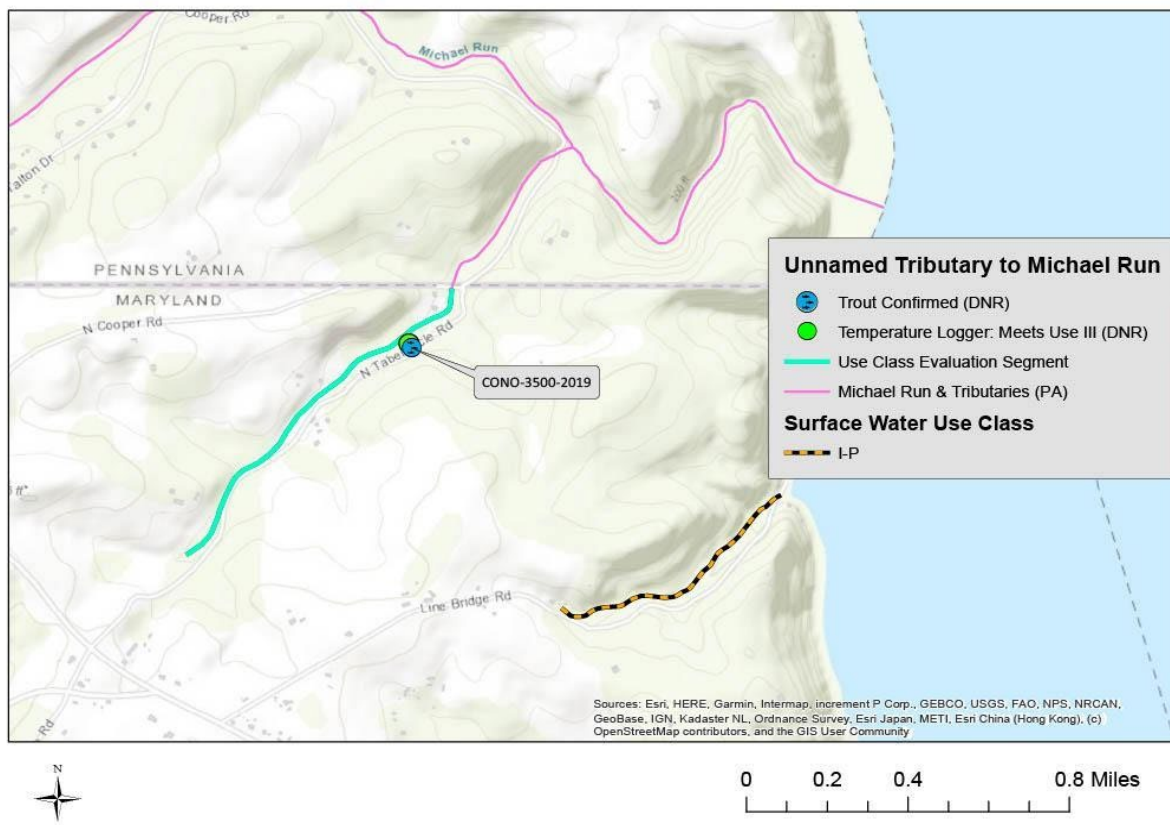 Cooper Rd
Michael Run
200 ft
PENNSYLVANIA
MARYLAND
N Cooper Rd
CONO-3500-2019
Line Bridge Rd
Rd
Unnamed Tributary to Michael Run
Trout Confirmed (DNR)
Temperature Logger: Meets Use III (DNR)
Use Class Evaluation Segment
Michael Run & Tributaries (PA)
Surface Water Use Class
I-P
Sources: Esri, HERE, Garmin, Intermap, increment P Corp., GEBCO, USGS, FAO, NPS, NRCAN,
GeoBase, IGN, Kadaster NL, Ordnance Survey, Esri Japan, METI, Esri China (Hong Kong), (c)
OpenStreetMap contributors, and the GIS User Community
N
0 0.2 0.4 0.8 Miles